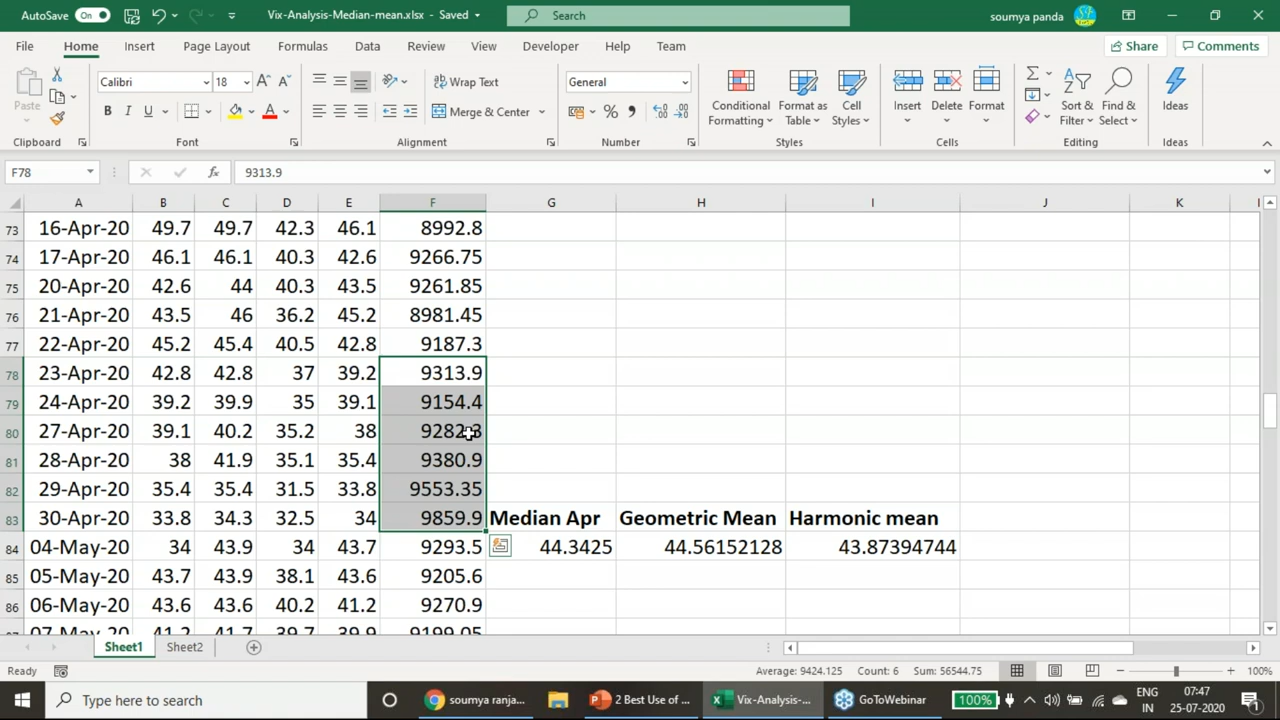 AutoSave On Vix-Analysis-Median-mean.xlsx - Saved Search soumya panda
File Home Insert Page Layout Formulas Data Review View Developer Help Team Share Comments
Paste Calibri 18 Wrap Text Merge & Center General Conditional Formatting Format as Table Cell Styles Insert Delete Format Sort & Filter Find & Select Ideas
Clipboard Font Alignment Number Styles Cells Editing Ideas
F78 fx 9313.9
A B C D E F G H I J K
73 16-Apr-20 49.7 49.7 42.3 46.1 8992.8
74 17-Apr-20 46.1 46.1 40.3 42.6 9266.75
75 20-Apr-20 42.6 44 40.3 43.5 9261.85
76 21-Apr-20 43.5 46 36.2 45.2 8981.45
77 22-Apr-20 45.2 45.4 40.5 42.8 9187.3
78 23-Apr-20 42.8 42.8 37 39.2 9313.9
79 24-Apr-20 39.2 39.9 35 39.1 9154.4
80 27-Apr-20 39.1 40.2 35.2 38 9282.3
81 28-Apr-20 38 41.9 35.1 35.4 9380.9
82 29-Apr-20 35.4 35.4 31.5 33.8 9553.35
83 30-Apr-20 33.8 34.3 32.5 34 9859.9 Median Apr Geometric Mean Harmonic mean
84 04-May-20 34 43.9 34 43.7 9293.5 44.3425 44.56152128 43.87394744
85 05-May-20 43.7 43.9 38.1 43.6 9205.6
86 06-May-20 43.6 43.6 40.2 41.2 9270.9
07-May-20 41.2 41.7 39.7 39.9 9199.05
Sheet1 Sheet2
Ready Average: 9424.125 Count: 6 Sum: 56544.75 100%
Type here to search soumya ranja... 2 Best Use of ... Vix-Analysis-... GoToWebinar 100% ENG IN 07:47 25-07-2020 1